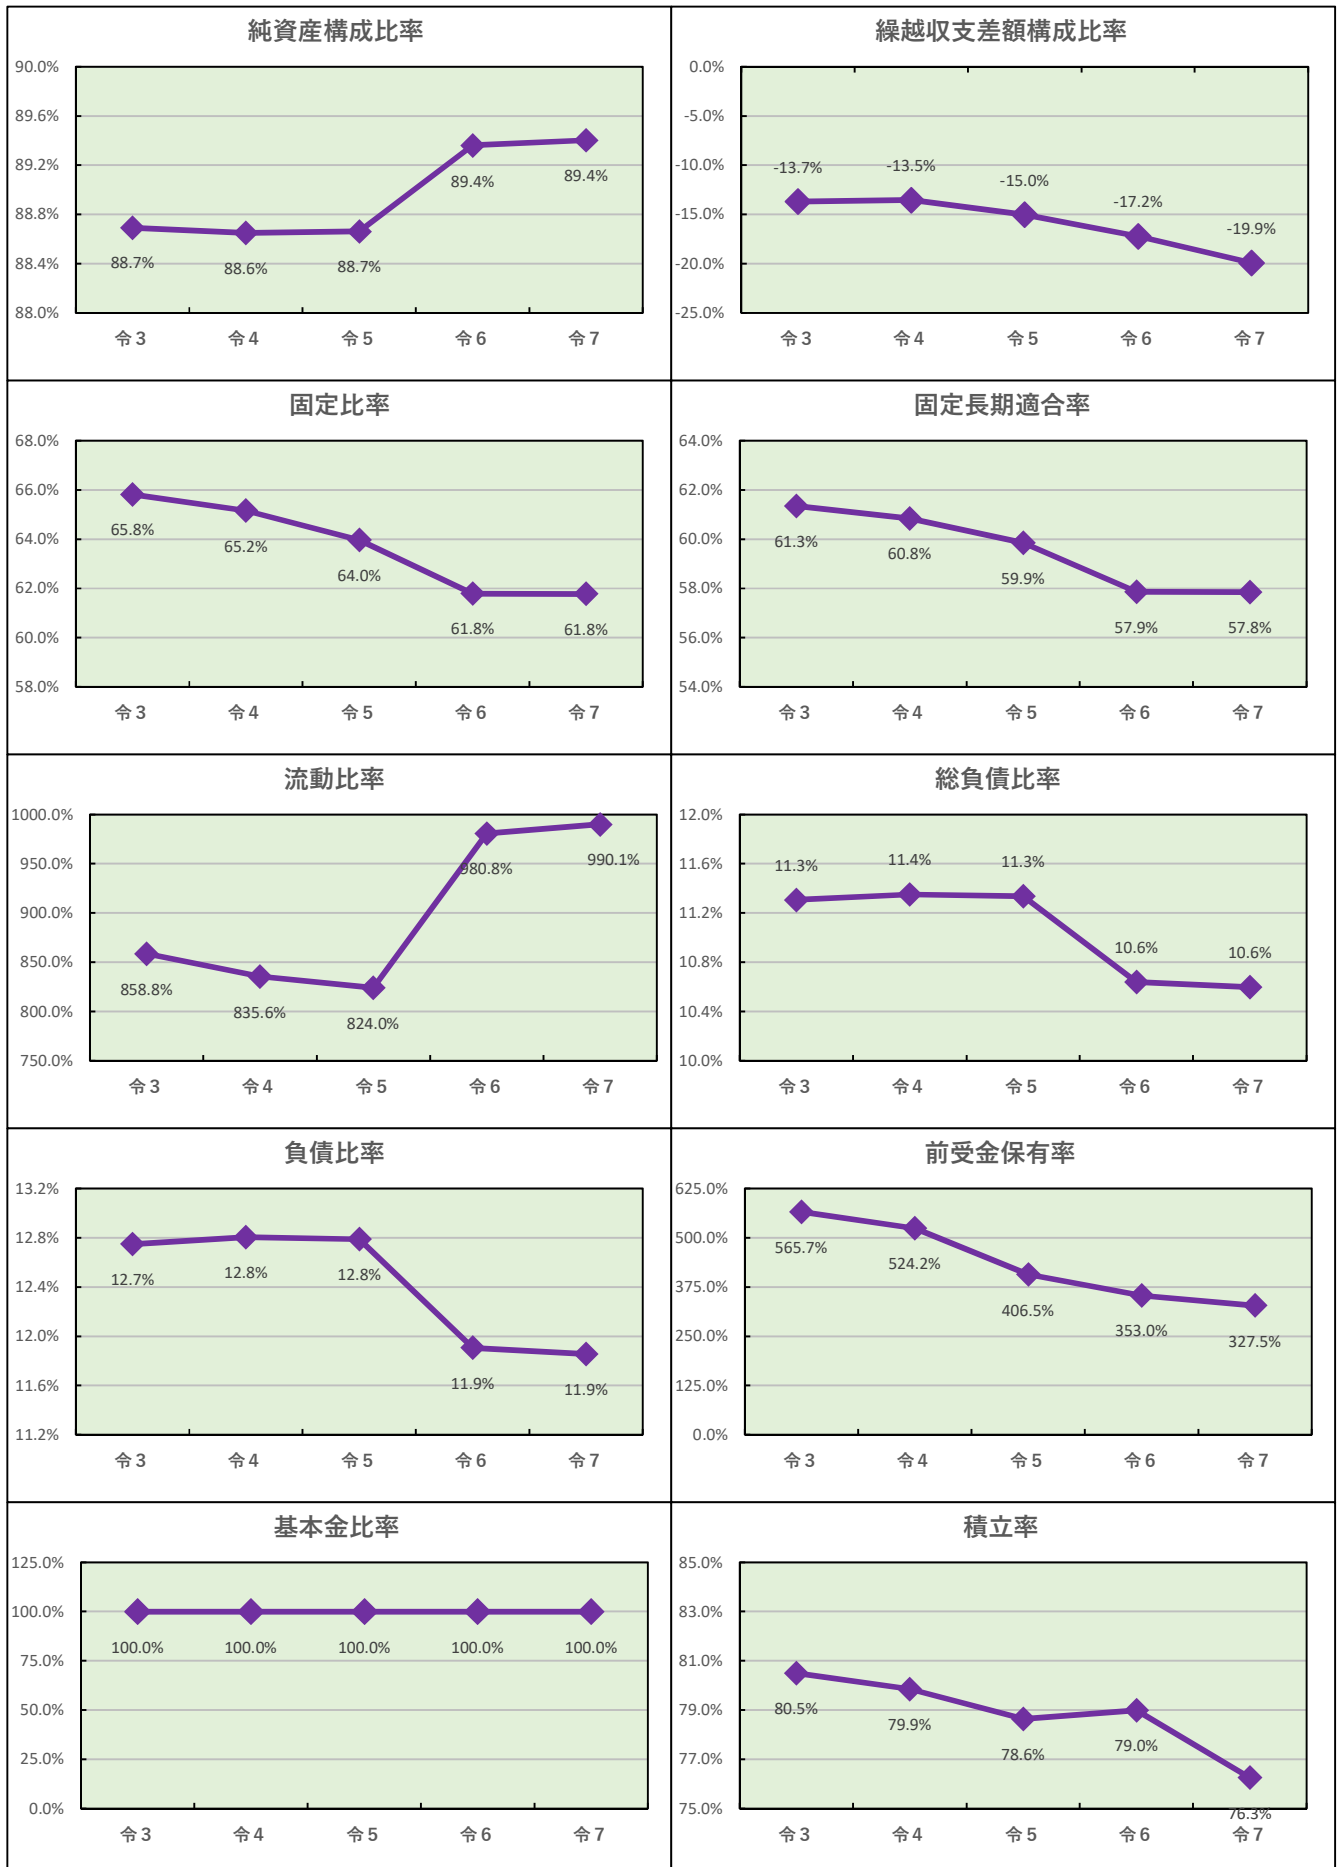 純資産構成比率
90.0%
89.6%
89.2%
88.8%
88.4%
88.0%
88.7%
88.6%
88.7%
89.4%
89.4%
令3
令4
令5
令6
令7
繰越収支差額構成比率
0.0%
-5.0%
-10.0%
-15.0%
-20.0%
-25.0%
-13.7%
-13.5%
-15.0%
-17.2%
-19.9%
令3
令4
令5
令6
令7
固定比率
68.0%
66.0%
64.0%
62.0%
60.0%
58.0%
65.8%
65.2%
64.0%
61.8%
61.8%
令3
令4
令5
令6
令7
固定長期適合率
64.0%
62.0%
60.0%
58.0%
56.0%
54.0%
61.3%
60.8%
59.9%
57.9%
57.8%
令3
令4
令5
令6
令7
流動比率
1000.0%
950.0%
900.0%
850.0%
800.0%
750.0%
858.8%
835.6%
824.0%
980.8%
990.1%
令3
令4
令5
令6
令7
総負債比率
12.0%
11.6%
11.2%
10.8%
10.4%
10.0%
11.3%
11.4%
11.3%
10.6%
10.6%
令3
令4
令5
令6
令7
負債比率
13.2%
12.8%
12.4%
12.0%
11.6%
11.2%
12.7%
12.8%
12.8%
11.9%
11.9%
令3
令4
令5
令6
令7
前受金保有率
625.0%
500.0%
375.0%
250.0%
125.0%
0.0%
565.7%
524.2%
406.5%
353.0%
327.5%
令3
令4
令5
令6
令7
基本金比率
125.0%
100.0%
75.0%
50.0%
25.0%
0.0%
100.0%
100.0%
100.0%
100.0%
100.0%
令3
令4
令5
令6
令7
積立率
85.0%
83.0%
81.0%
79.0%
77.0%
75.0%
80.5%
79.9%
78.6%
79.0%
76.3%
令3
令4
令5
令6
令7